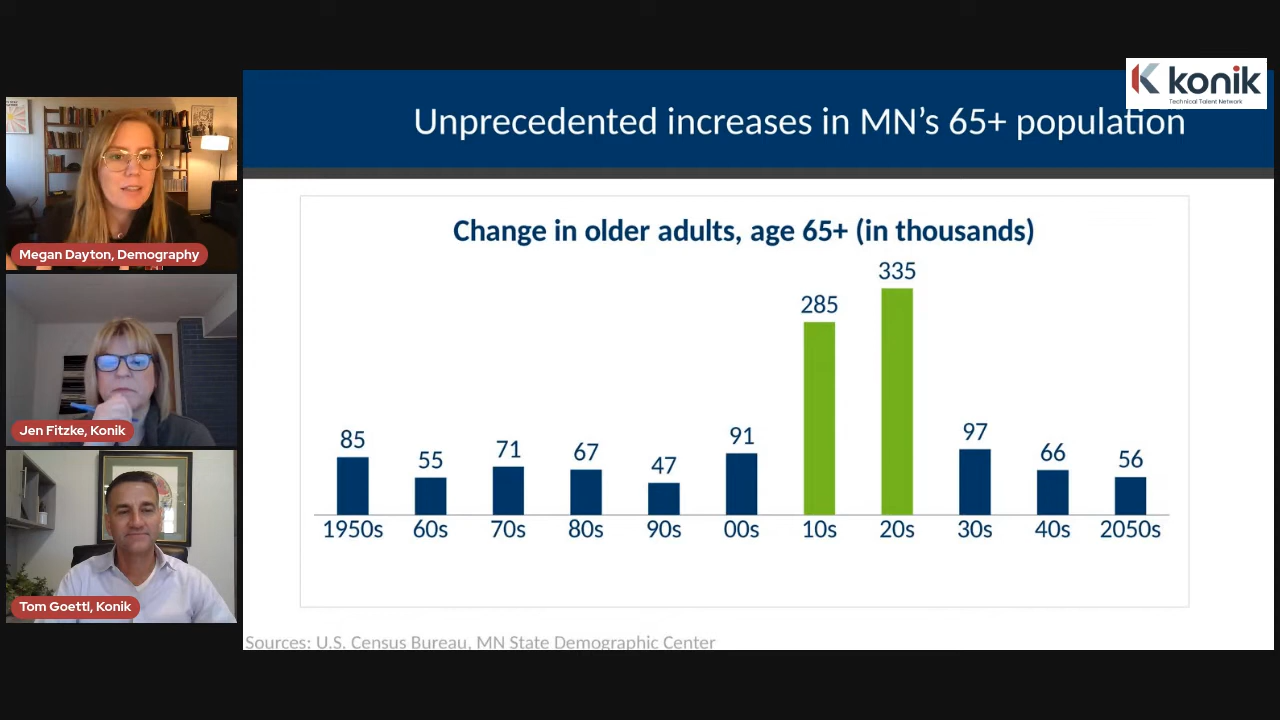 konik
Technical Talent Network
Unprecedented increases in MN's 65+ population
Change in older adults, age 65+ (in thousands)
85
55
71
67
47
91
285
335
97
66
56
1950s
60s
70s
80s
90s
00s
10s
20s
30s
40s
2050s
Sources: U.S. Census Bureau, MN State Demographic Center
Megan Dayton, Demography
Jen Fitzke, Konik
Tom Goettl, Konik